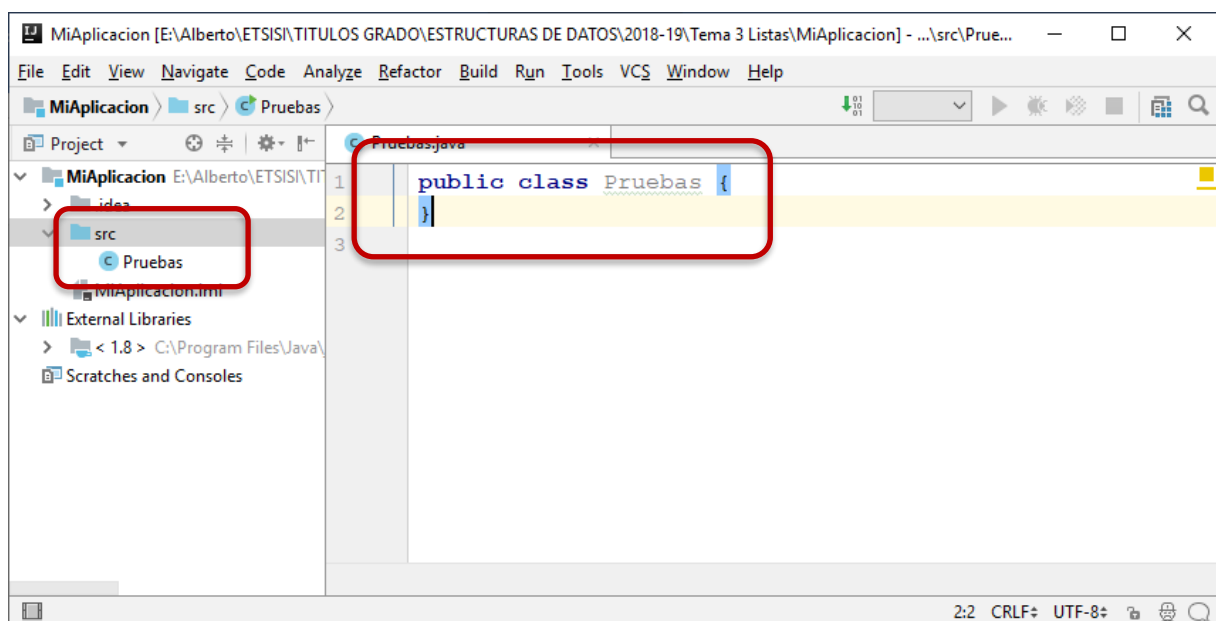 MiAplicacion [E:\Alberto\ETSISI\TITULOS GRADO\ESTRUCTURAS DE DATOS\2018-19\Tema 3 Listas\MiAplicacion] - ...\src\Prue...
File Edit View Navigate Code Analyze Refactor Build Run Tools VCS Window Help
MiAplicacion src Pruebas
Project
Pruebas.java
MiAplicacion E:\Alberto\ETSISI\TIT
.idea
src
Pruebas
MiAplicacion.iml
External Libraries
< 1.8 > C:\Program Files\Java\
Scratches and Consoles
1 public class Pruebas {
2 }
3
2:2 CRLF UTF-8